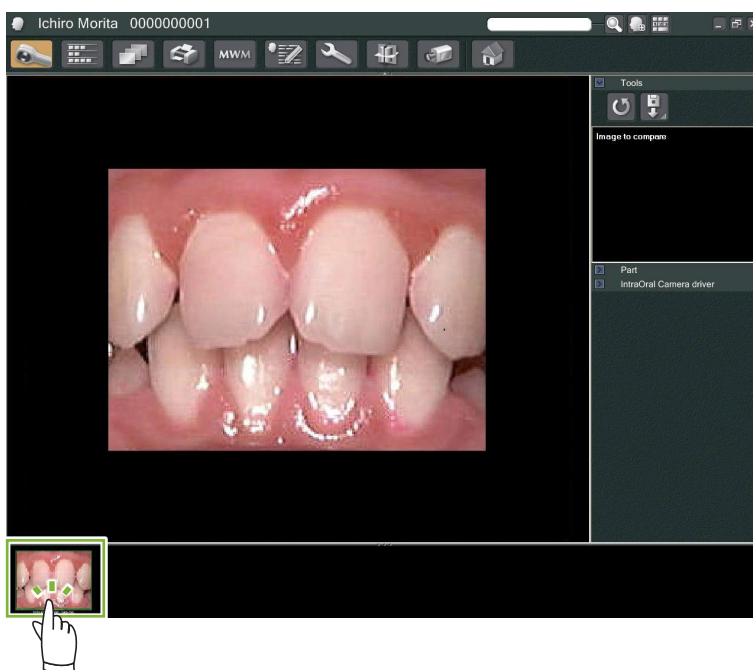 Ichiro Morita 0000000001
MWM
Tools
Image to compare
Part
IntraOral Camera driver